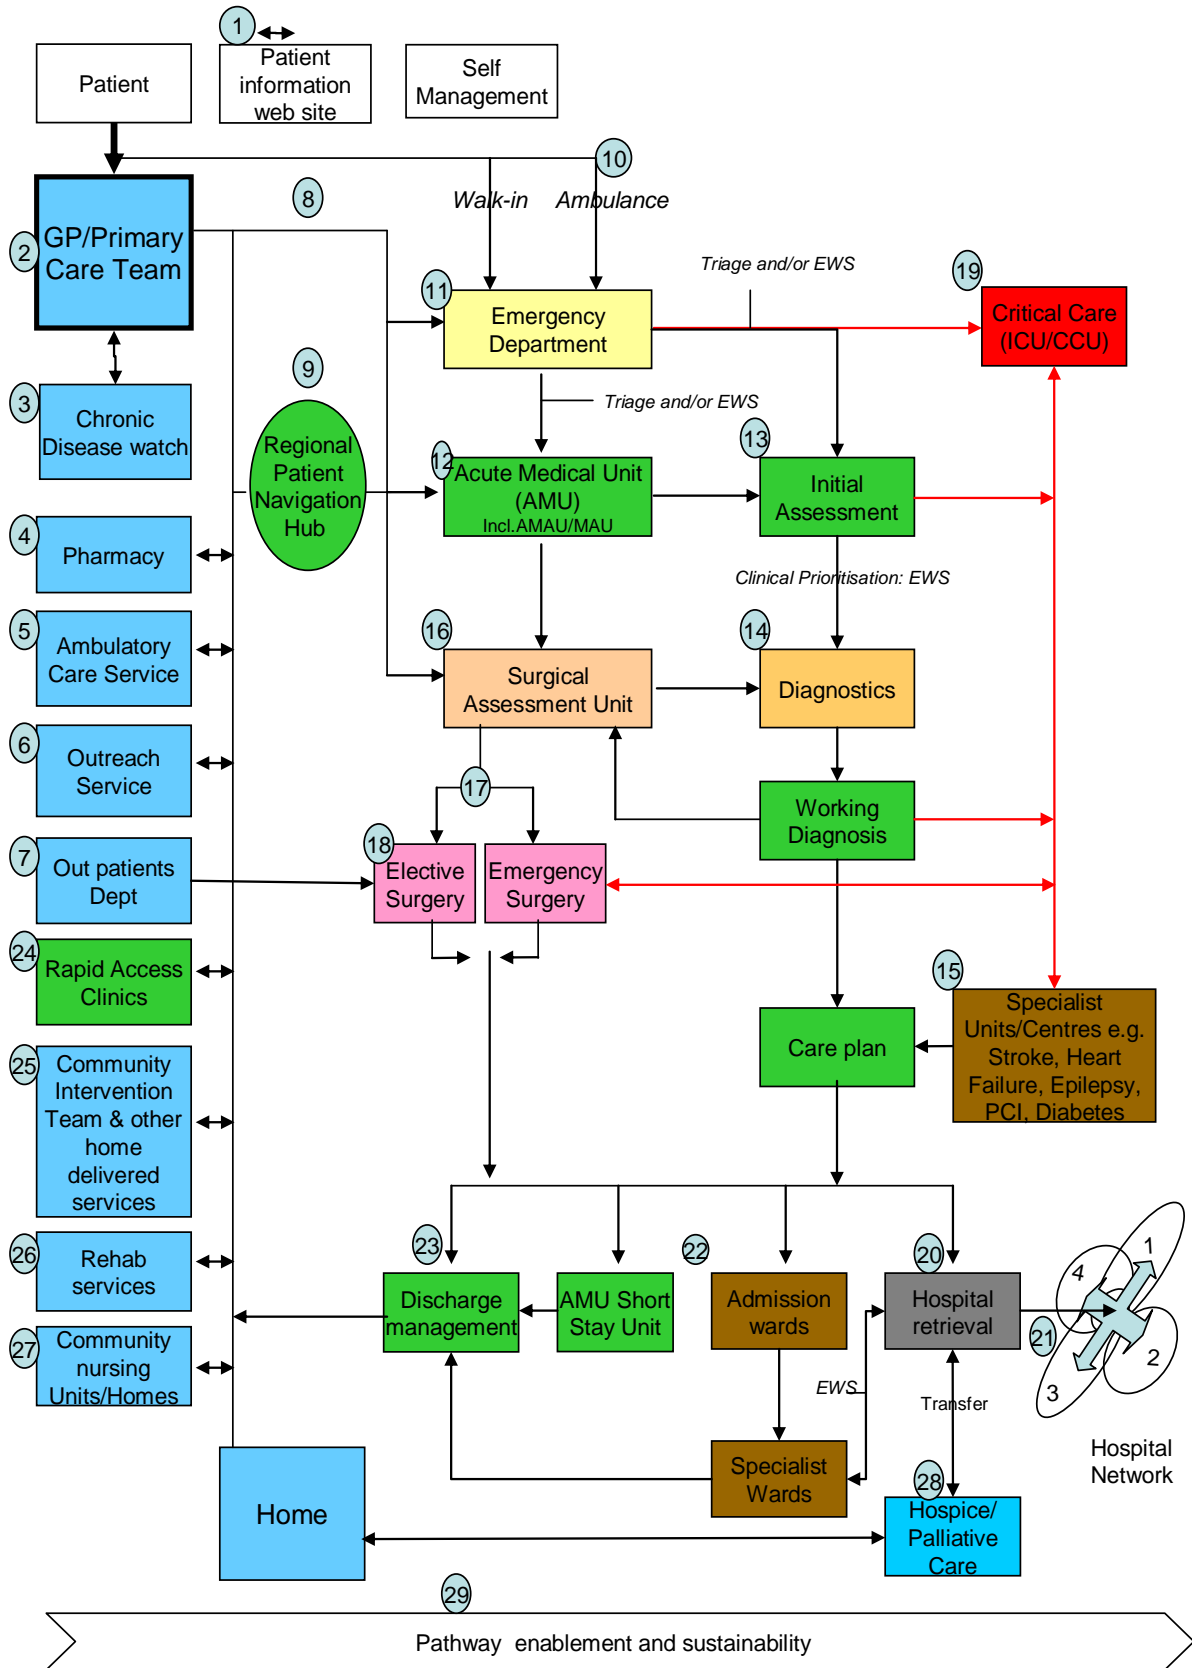 1
Patient
Patient
information
web site
Self
Management
10
8
Walk-in
Ambulance
2
GP/Primary
Care Team
Triage and/or EWS
19
11
Emergency
Department
Critical Care
(ICU/CCU)
9
3
Chronic
Disease watch
Triage and/or EWS
Regional
Patient
Navigation
Hub
12
Acute Medical Unit
(AMU)
Incl.AMAU/MAU
13
Initial
Assessment
4
Pharmacy
Clinical Prioritisation: EWS
5
Ambulatory
Care Service
16
Surgical
Assessment Unit
14
Diagnostics
6
Outreach
Service
17
Working
Diagnosis
7
Out patients
Dept
18
Elective
Surgery
Emergency
Surgery
24
Rapid Access
Clinics
15
Specialist
Units/Centres e.g.
Stroke, Heart
Failure, Epilepsy,
PCI, Diabetes
Care plan
25
Community
Intervention
Team & other
home
delivered
services
26
Rehab
services
23
Discharge
management
AMU Short
Stay Unit
22
Admission
wards
20
Hospital
retrieval
21
1
4
2
3
27
Community
nursing
Units/Homes
EWS
Transfer
Hospital
Network
Specialist
Wards
Home
28
Hospice/
Palliative
Care
29
Pathway enablement and sustainability